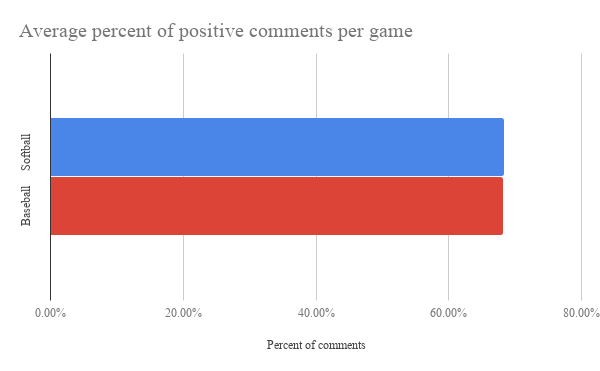 Average percent of positive comments per game
Softball
Baseball
0.00%
20.00%
40.00%
60.00%
80.00%
Percent of comments